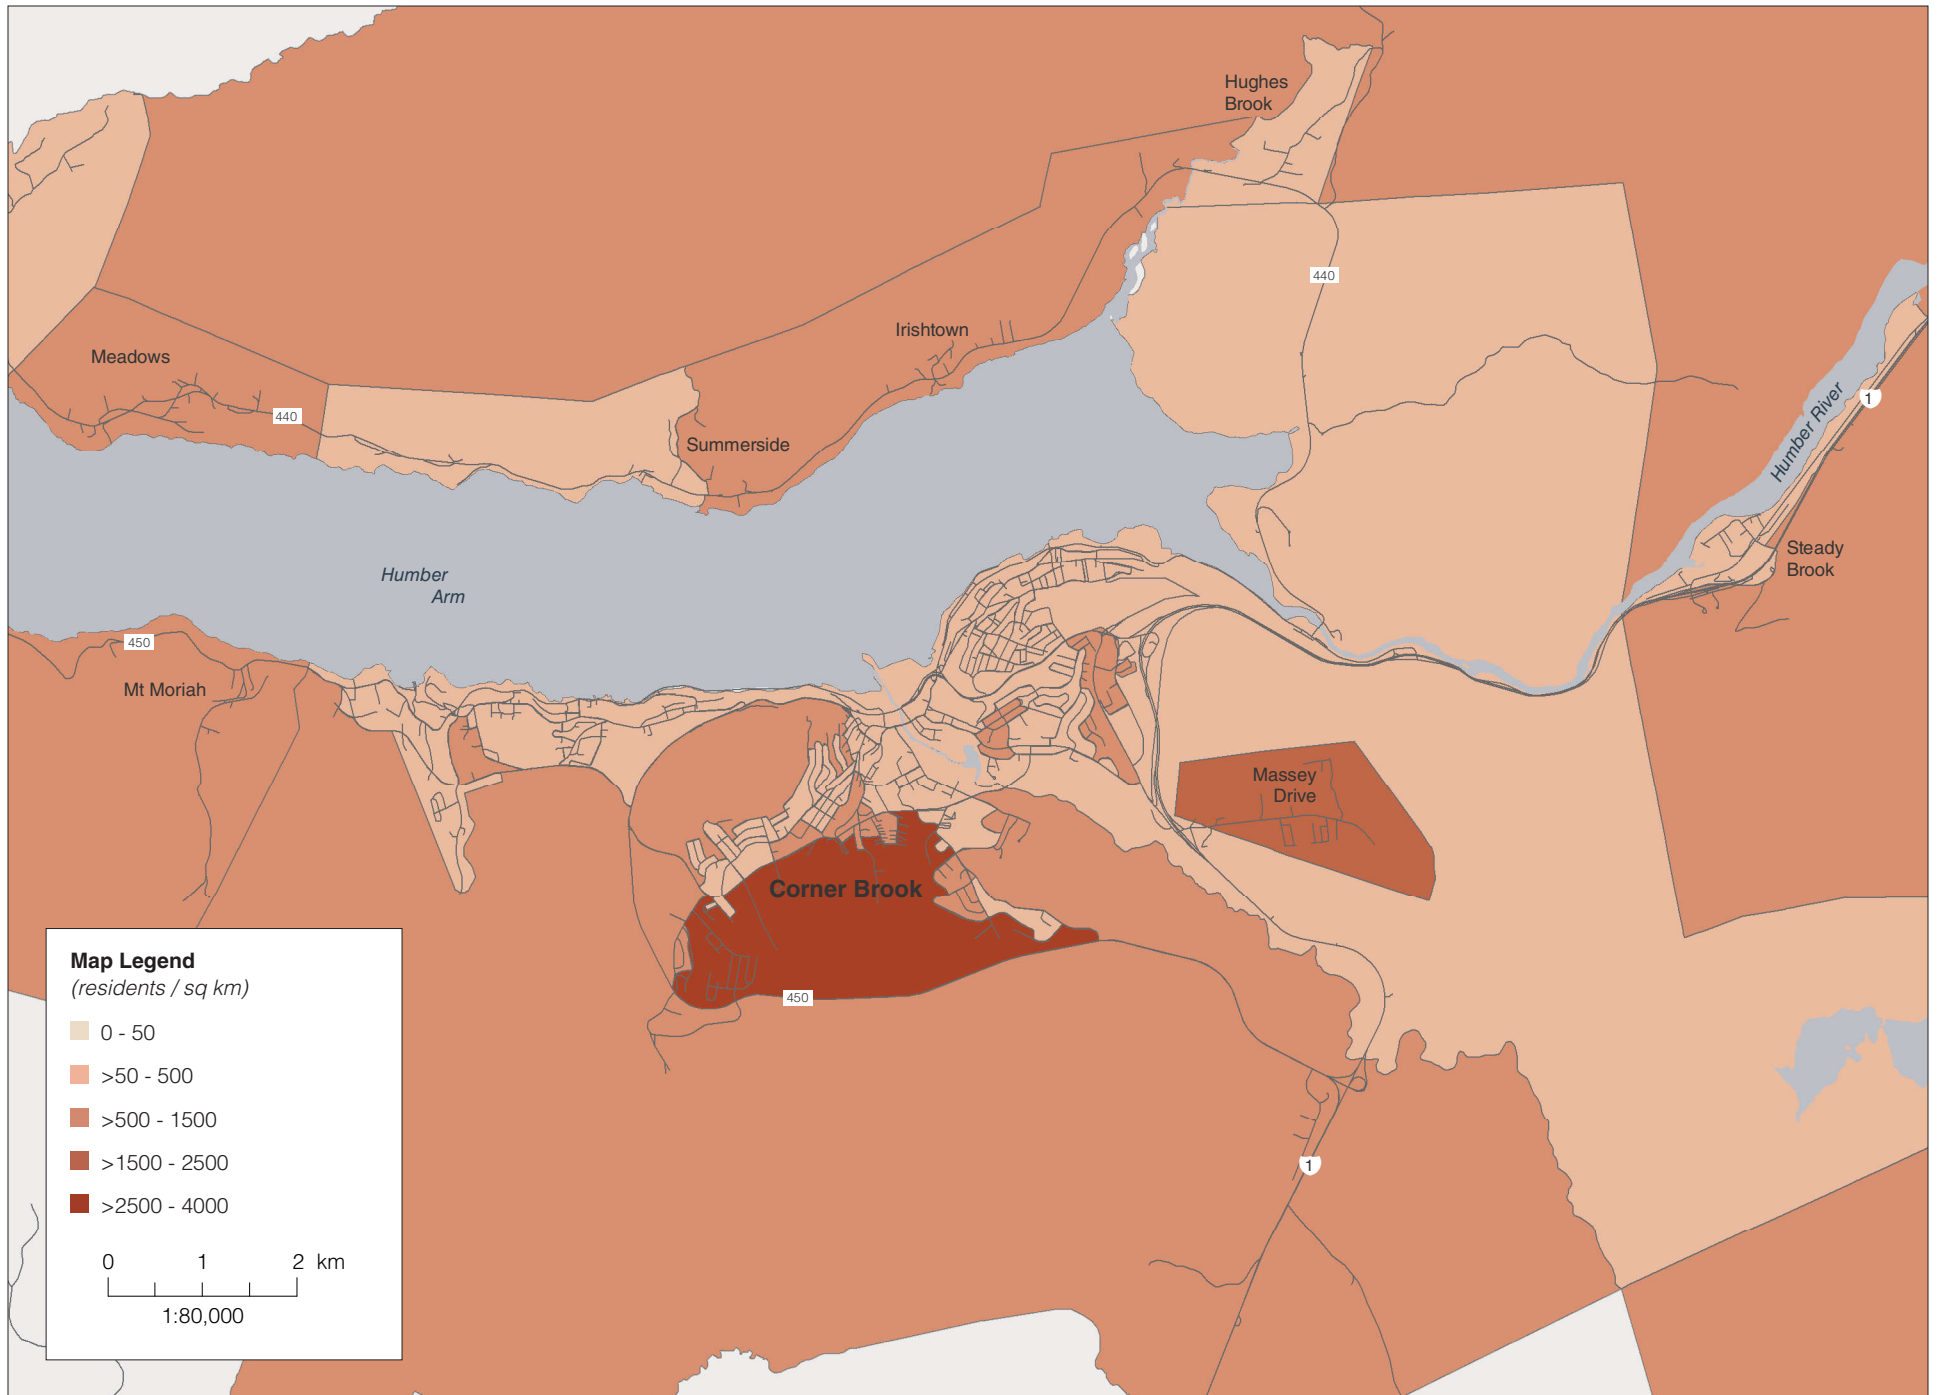 Hughes
Brook
440
Irishtown
Meadows
440
1
Humber River
Summerside
Steady
Brook
Humber
Arm
450
Mt Moriah
Massey
Drive
Corner Brook
450
Map Legend
(residents / sq km)
0 - 50
>50 - 500
>500 - 1500
>1500 - 2500
>2500 - 4000
0 1 2 km
1:80,000
1